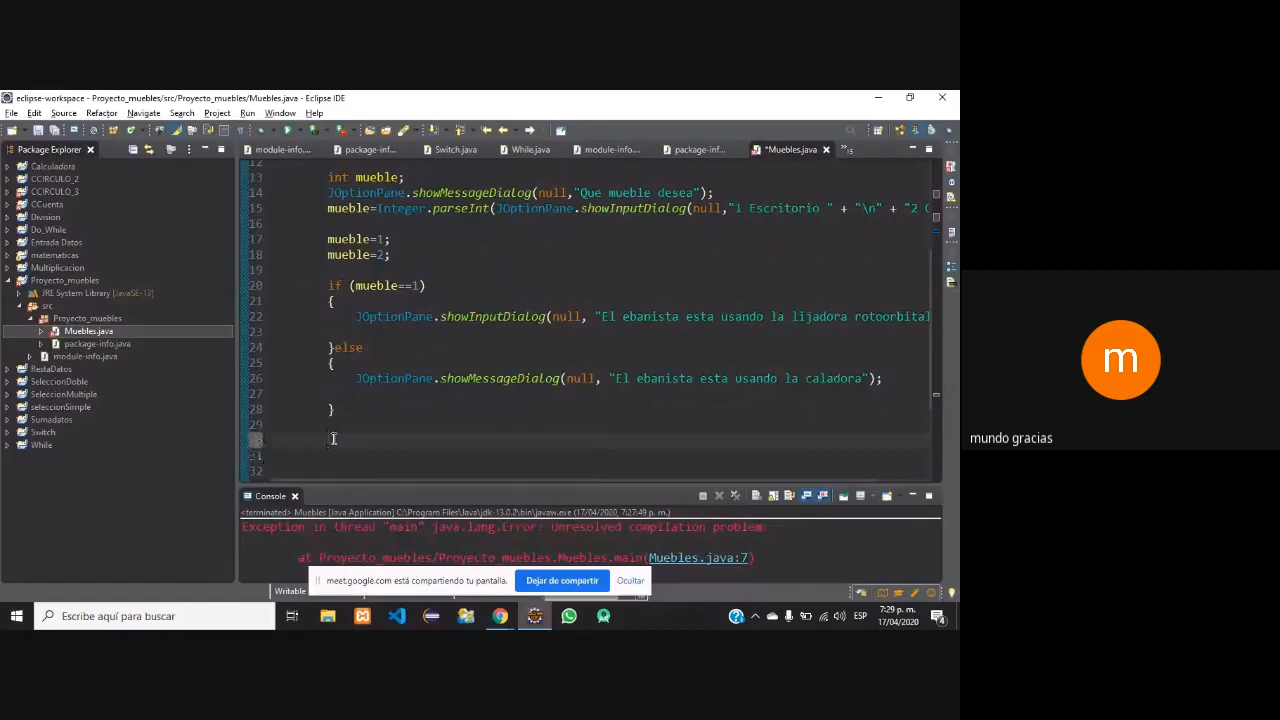 eclipse-workspace - Proyecto_muebles/src/Proyecto_muebles/Muebles.java - Eclipse IDE
File Edit Source Refactor Navigate Search Project Run Window Help
Package Explorer
module-info....
package-inf...
Switch.java
While.java
module-info....
package-inf...
*Muebles.java
15
Calculadora
CCIRCULO_2
CCIRCULO_3
CCuenta
Division
Do_While
Entrada Datos
matematicas
Multiplicacion
Proyecto_muebles
JRE System Library [JavaSE-13]
src
Proyecto_muebles
Muebles.java
package-info.java
module-info.java
RestaDatos
SeleccionDoble
SeleccionMultiple
seleccionSimple
Sumadatos
Switch
While
12
13 int mueble;
14 JOptionPane.showMessageDialog(null,"Que mueble desea");
15 mueble=Integer.parseInt(JOptionPane.showInputDialog(null,"1 Escritorio " + "\n" + "2 C
16
17 mueble=1;
18 mueble=2;
19
20 if (mueble==1)
21 {
22 JOptionPane.showInputDialog(null, "El ebanista esta usando la lijadora rotoorbital
23
24 }else
25 {
26 JOptionPane.showMessageDialog(null, "El ebanista esta usando la caladora");
27
28 }
29
31
32
Console
<terminated> Muebles [Java Application] C:\Program Files\Java\jdk-13.0.2\bin\javaw.exe (17/04/2020, 7:27:49 p. m.)
Exception in thread "main" java.lang.Error: Unresolved compilation problem:
at Proyecto_muebles/Proyecto_muebles.Muebles.main(Muebles.java:7)
meet.google.com está compartiendo tu pantalla. Dejar de compartir Ocultar
Writable
Escribe aquí para buscar
ESP
7:29 p. m.
17/04/2020
4
m
mundo gracias